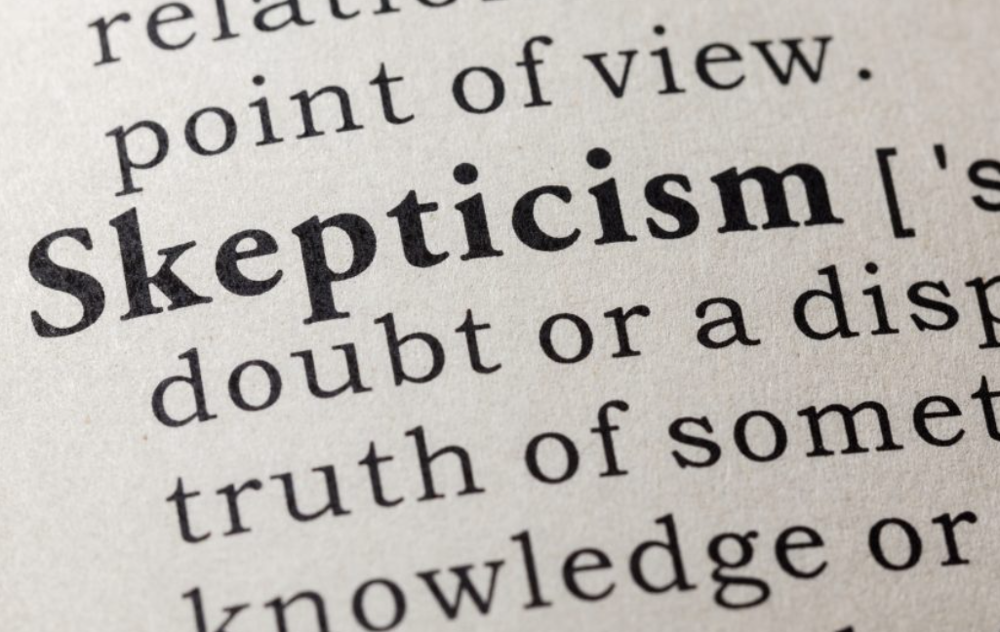 point of view.
Skepticism ['s
doubt or a disp
truth of somet
knowledge or